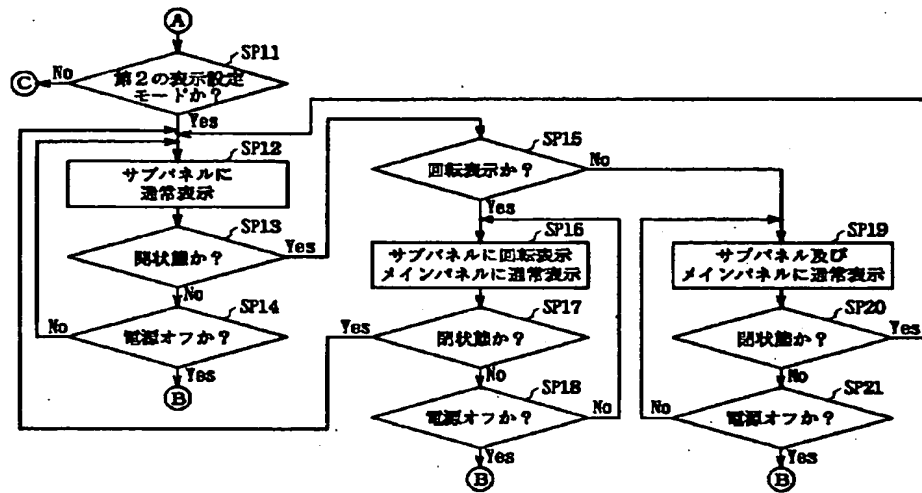 A
SP11
第2の表示設定
モードか?
No
C
Yes
SP12
サブパネルに
通常表示
SP13
開状態か?
Yes
No
SP14
電源オフか?
No
Yes
B
SP15
回転表示か?
No
Yes
SP16
サブパネルに回転表示
メインパネルに通常表示
SP17
閉状態か?
Yes
No
SP18
電源オフか?
No
Yes
B
SP19
サブパネル及び
メインパネルに通常表示
SP20
閉状態か?
Yes
No
SP21
電源オフか?
No
Yes
B